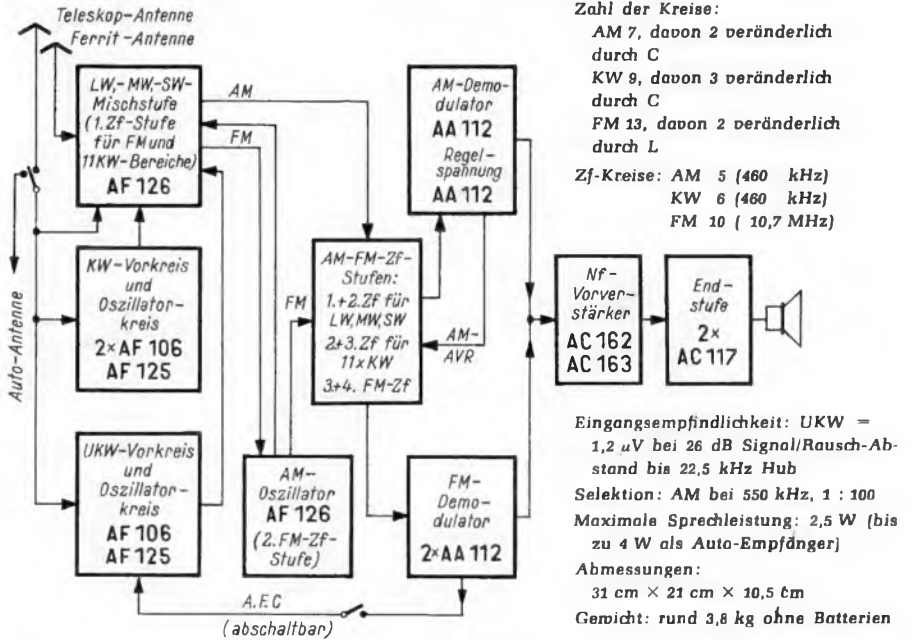 Teleskop-Antenne
Ferrit-Antenne
LW,-MW,-SW-
Mischstufe
(1.Zf-Stufe
für FM und
11KW-Bereiche)
AF 126
AM
FM
AM-Demo-
dulator
AA 112
Regel-
spannung
AA 112
Auto-Antenne
KW-Vorkreis
und
Oszillator-
kreis
2×AF 106
AF 125
FM
AM-FM-Zf-
Stufen:
1.+2.Zf für
LW,MW,SW
2+3.Zf für
11×KW
3.+4. FM-Zf
AM-
AVR
Nf-
Vorver-
stärker
AC 162
AC 163
End-
stufe
2×
AC 117
UKW-Vorkreis
und
Oszillator-
kreis
AF 106
AF 125
AM-
Oszillator
AF 126
(2.FM-Zf-
Stufe)
FM-
Demo-
dulator
2×AA 112
A.F.C
(abschaltbar)
Zahl der Kreise:
AM 7, davon 2 veränderlich
durch C
KW 9, davon 3 veränderlich
durch C
FM 13, davon 2 veränderlich
durch L
Zf-Kreise: AM 5 (460 kHz)
KW 6 (460 kHz)
FM 10 ( 10,7 MHz)
Eingangsempfindlichkeit: UKW =
1,2 µV bei 26 dB Signal/Rausch-Ab-
stand bis 22,5 kHz Hub
Selektion: AM bei 550 kHz, 1 : 100
Maximale Sprechleistung: 2,5 W (bis
zu 4 W als Auto-Empfänger)
Abmessungen:
31 cm × 21 cm × 10,5 cm
Gewicht: rund 3,8 kg ohne Batterien